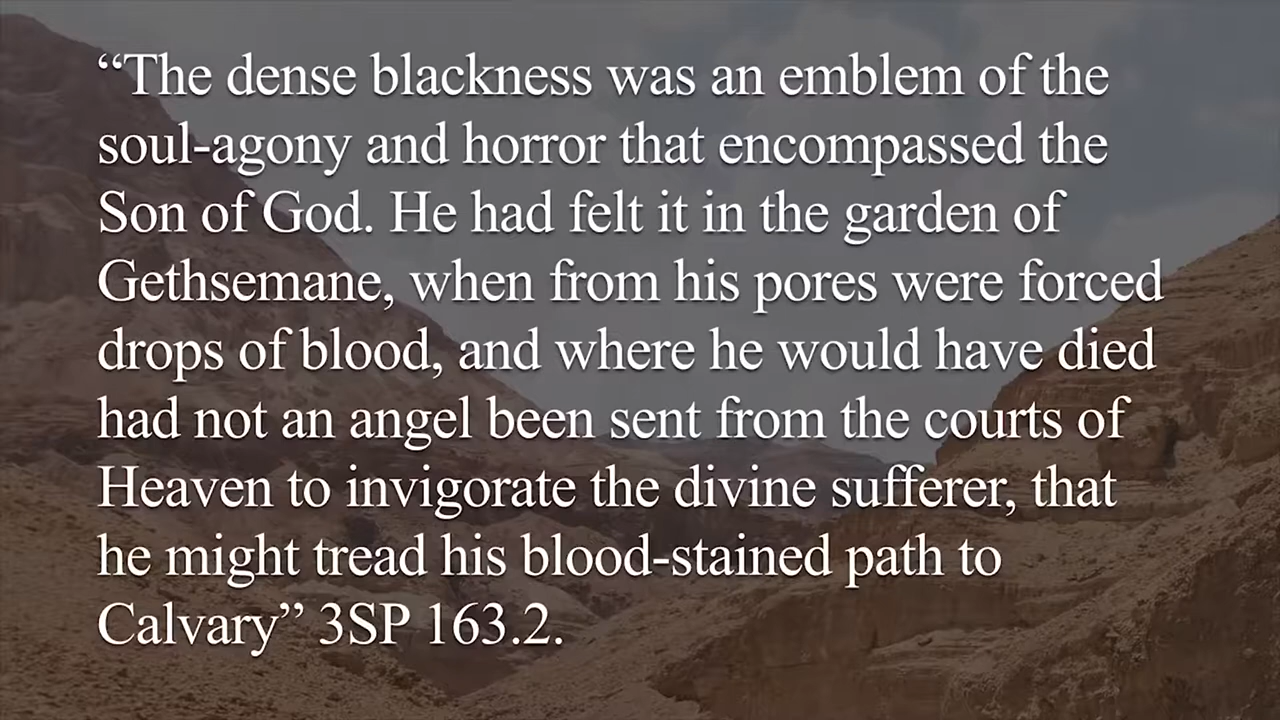 “The dense blackness was an emblem of the
soul-agony and horror that encompassed the
Son of God. He had felt it in the garden of
Gethsemane, when from his pores were forced
drops of blood, and where he would have died
had not an angel been sent from the courts of
Heaven to invigorate the divine sufferer, that
he might tread his blood-stained path to
Calvary” 3SP 163.2.